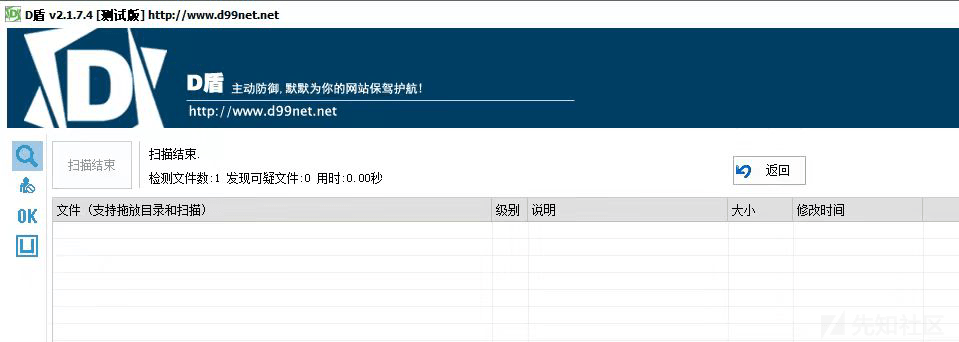 D盾 v2.1.7.4 [测试版] http://www.d99net.net
D盾 主动防御,默默为你的网站保驾护航!
http://www.d99net.net
扫描结束
扫描结束.
检测文件数:1 发现可疑文件:0 用时:0.00秒
返回
OK
文件（支持拖放目录和扫描） 级别 说明 大小 修改时间
先知社区